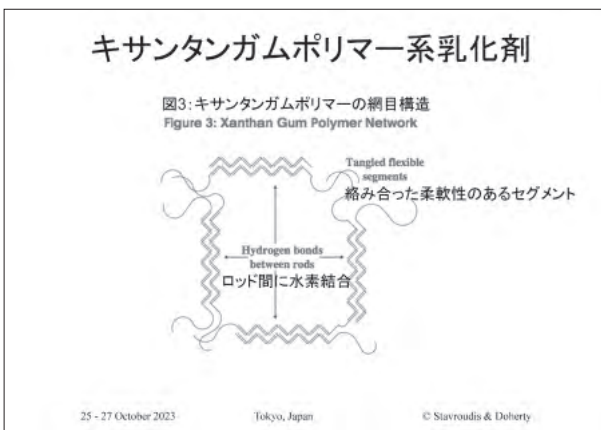 キサンタンガムポリマー系乳化剤
図3:キサンタンガムポリマーの網目構造
Figure 3: Xanthan Gum Polymer Network
Tangled flexible
segments
絡み合った柔軟性のあるセグメント
Hydrogen bonds
between rods
ロッド間に水素結合
25 - 27 October 2023
Tokyo, Japan
© Stavroudis & Doherty